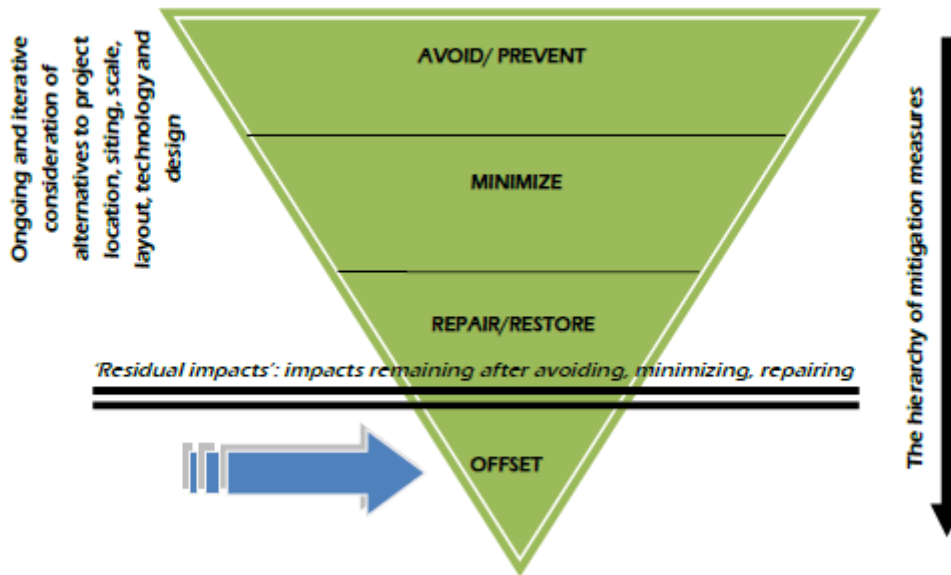 Ongoing and iterative
consideration of
alternatives to project
location, siting, scale,
layout, technology and
design
AVOID/ PREVENT
MINIMIZE
REPAIR/RESTORE
'Residual impacts': impacts remaining after avoiding, minimizing, repairing
OFFSET
The hierarchy of mitigation measures